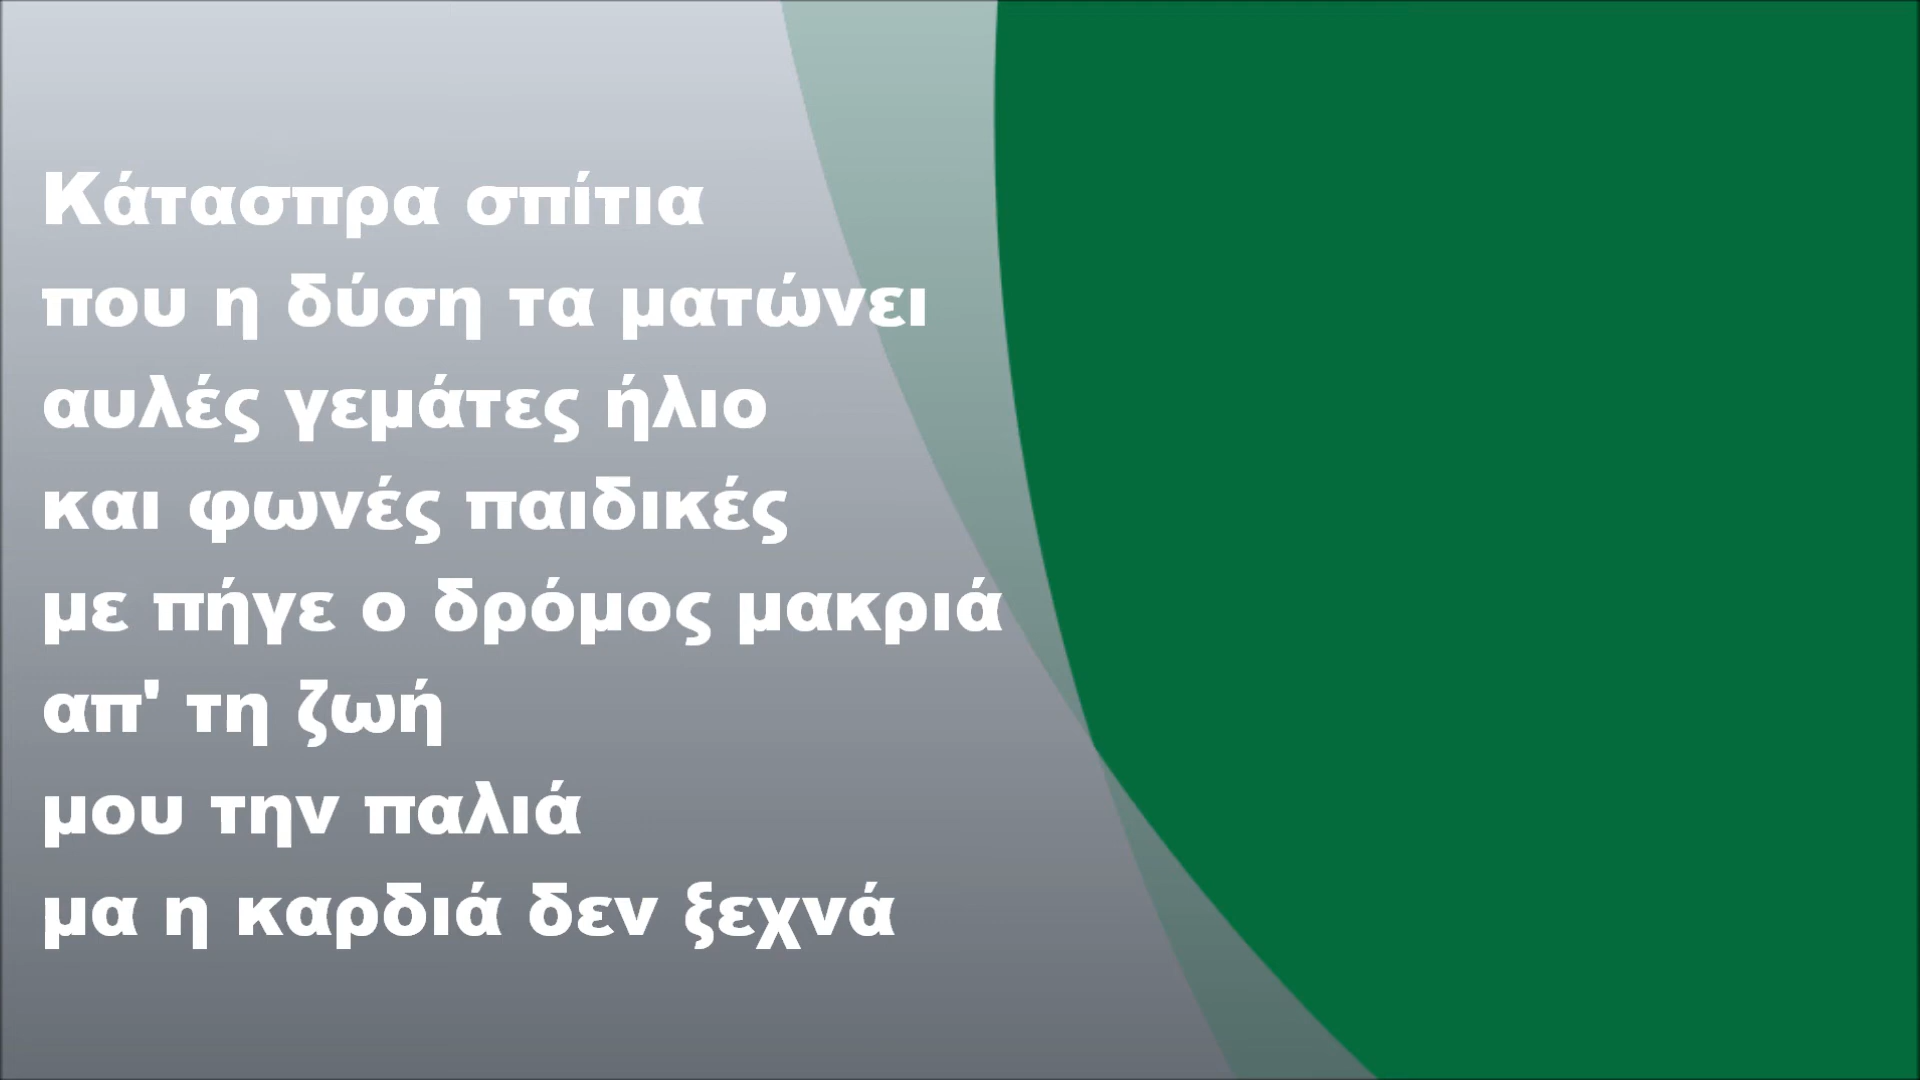 Κάτασπρα σπίτια
που η δύση τα ματώνει
αυλές γεμάτες ήλιο
και φωνές παιδικές
με πήγε ο δρόμος μακριά
απ' τη ζωή
μου την παλιά
μα η καρδιά δεν ξεχνά